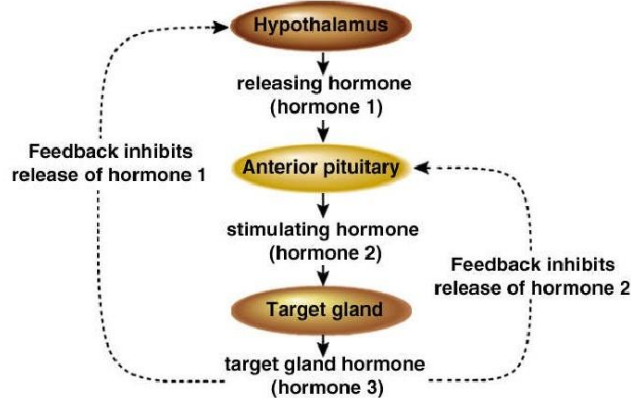 Hypothalamus
releasing hormone
(hormone 1)
Feedback inhibits
release of hormone 1
Anterior pituitary
stimulating hormone
(hormone 2)
Feedback inhibits
release of hormone 2
Target gland
target gland hormone
(hormone 3)